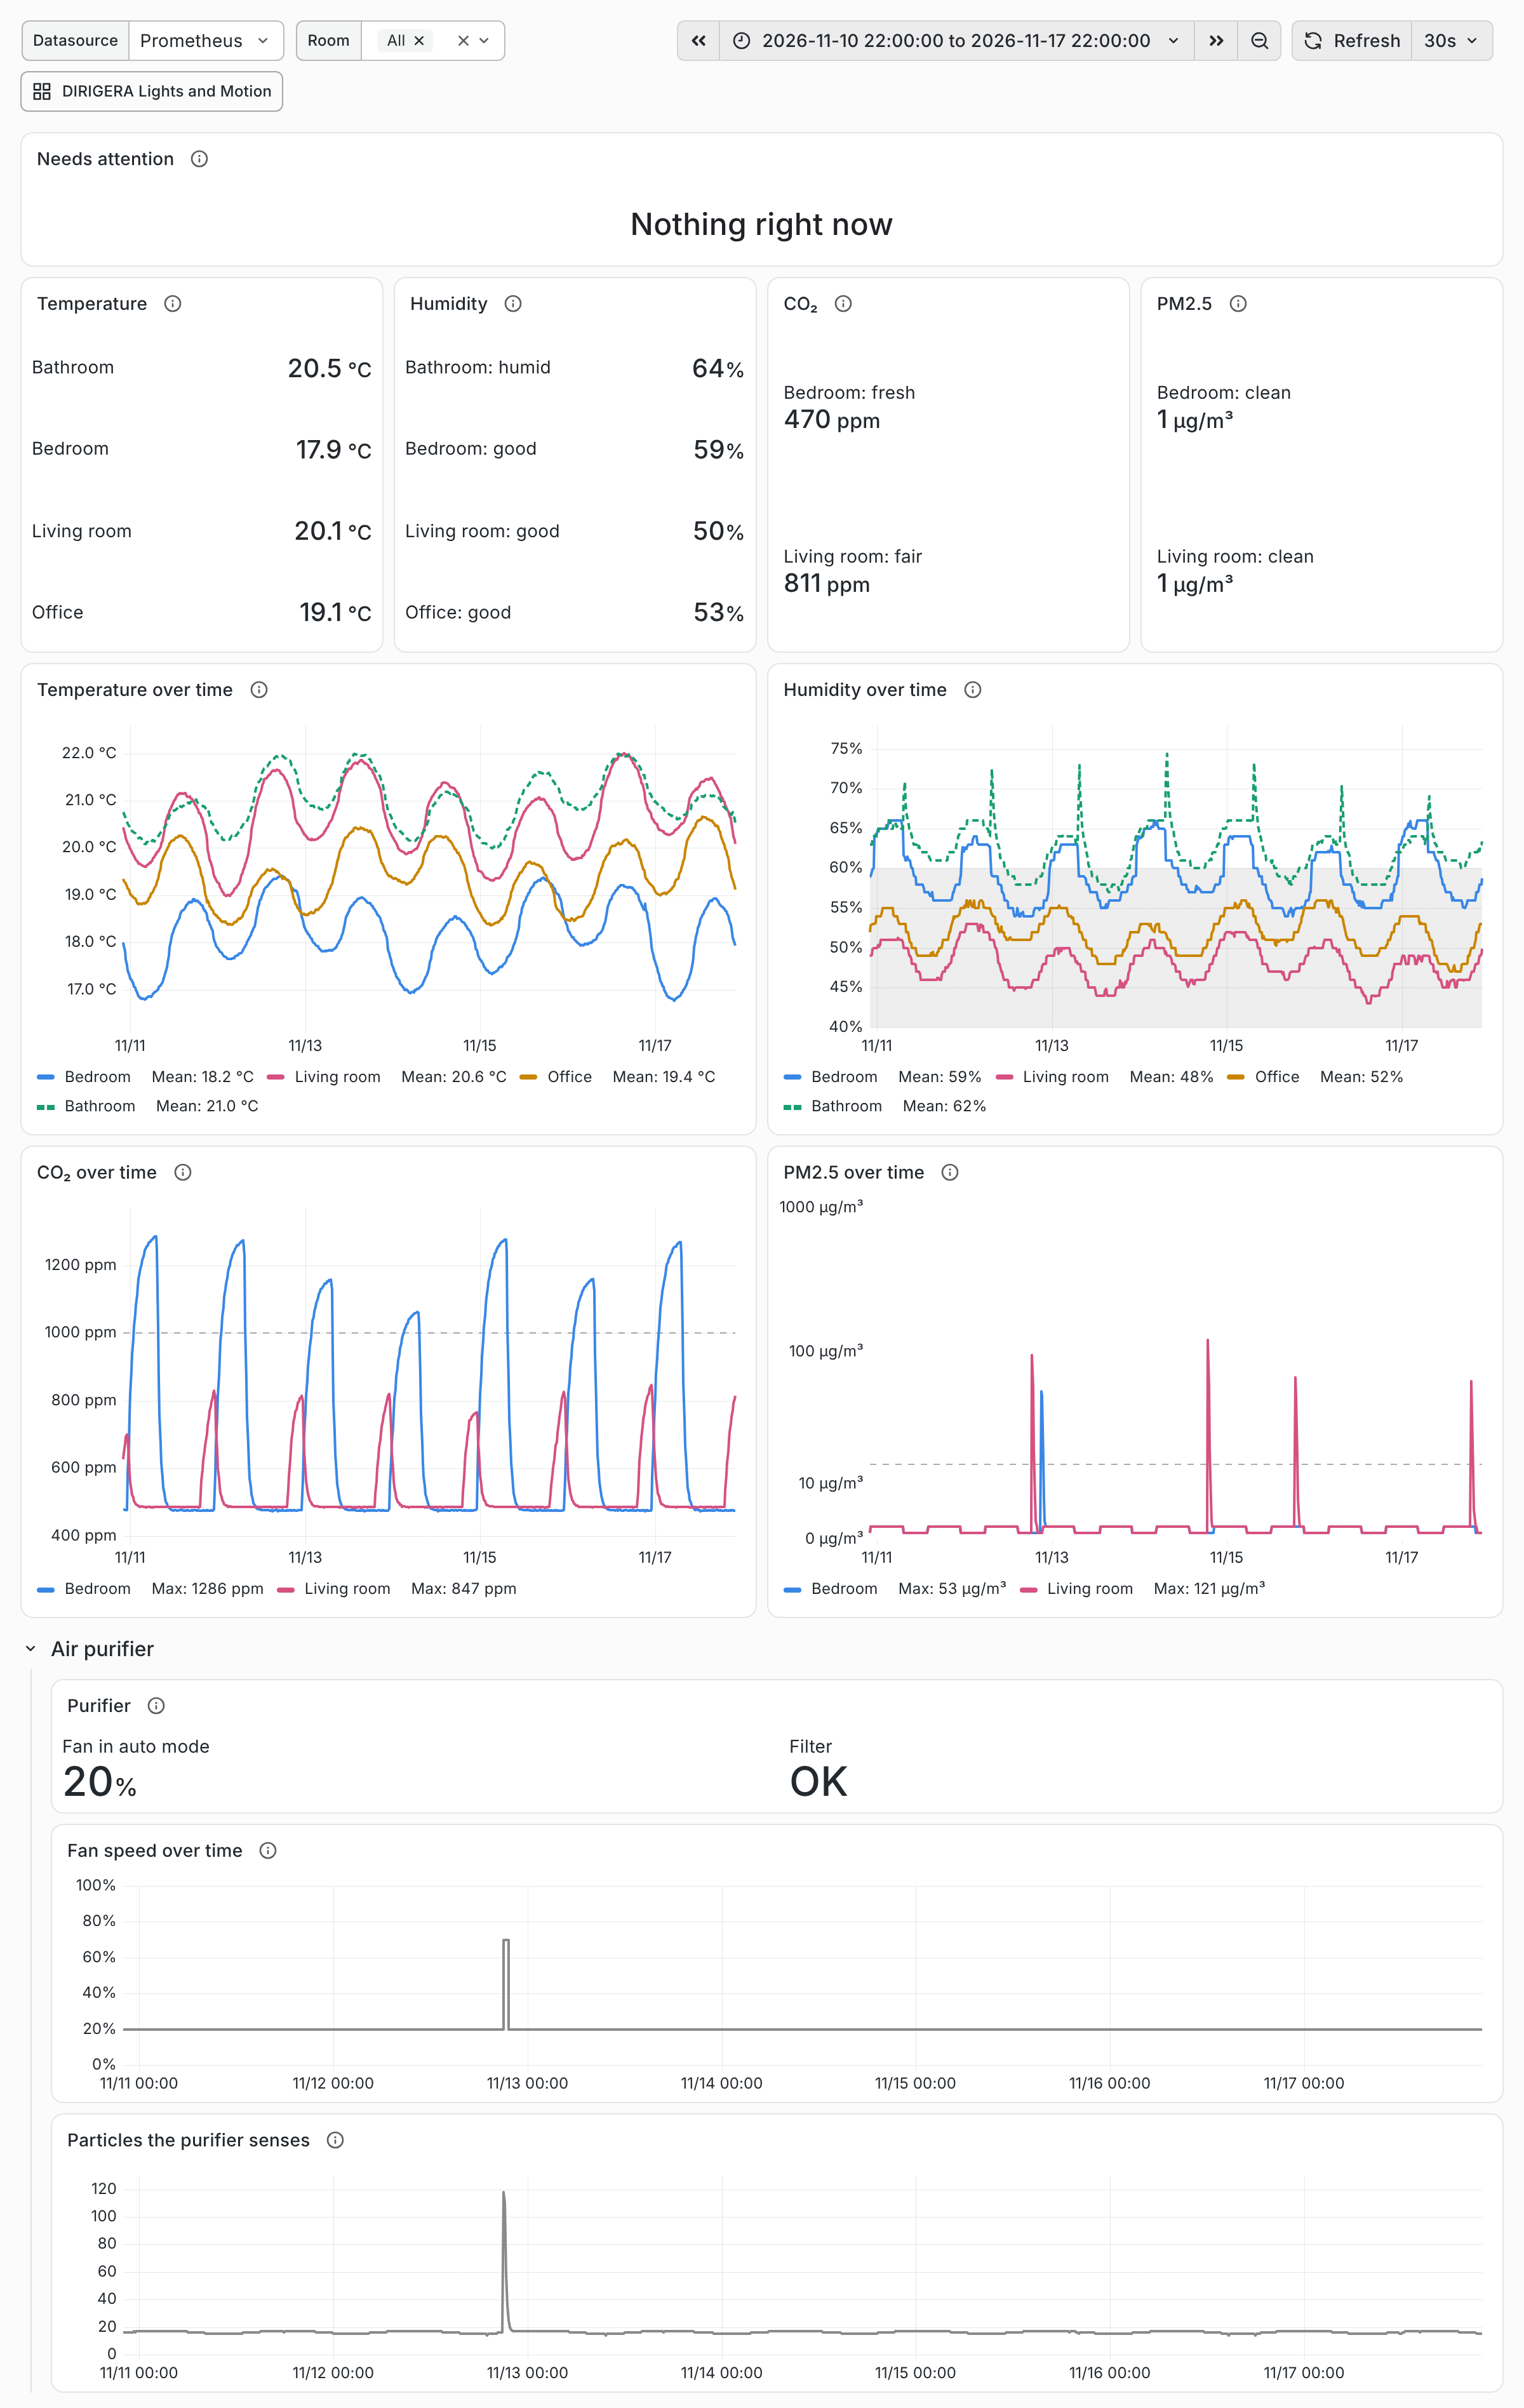 Datasource Prometheus Room All 2026-11-10 22:00:00 to 2026-11-17 22:00:00 Refresh 30s
DIRIGERA Lights and Motion
Needs attention
Nothing right now
Temperature
Bathroom 20.5 °C
Bedroom 17.9 °C
Living room 20.1 °C
Office 19.1 °C
Humidity
Bathroom: humid 64%
Bedroom: good 59%
Living room: good 50%
Office: good 53%
CO₂
Bedroom: fresh
470 ppm
Living room: fair
811 ppm
PM2.5
Bedroom: clean
1 µg/m³
Living room: clean
1 µg/m³
Temperature over time
22.0 °C
21.0 °C
20.0 °C
19.0 °C
18.0 °C
17.0 °C
11/11 11/13 11/15 11/17
Bedroom Mean: 18.2 °C Living room Mean: 20.6 °C Office Mean: 19.4 °C
Bathroom Mean: 21.0 °C
Humidity over time
75%
70%
65%
60%
55%
50%
45%
40%
11/11 11/13 11/15 11/17
Bedroom Mean: 59% Living room Mean: 48% Office Mean: 52%
Bathroom Mean: 62%
CO₂ over time
1200 ppm
1000 ppm
800 ppm
600 ppm
400 ppm
11/11 11/13 11/15 11/17
Bedroom Max: 1286 ppm Living room Max: 847 ppm
PM2.5 over time
1000 µg/m³
100 µg/m³
10 µg/m³
0 µg/m³
11/11 11/13 11/15 11/17
Bedroom Max: 53 µg/m³ Living room Max: 121 µg/m³
Air purifier
Purifier
Fan in auto mode
20%
Filter
OK
Fan speed over time
100%
80%
60%
40%
20%
0%
11/11 00:00 11/12 00:00 11/13 00:00 11/14 00:00 11/15 00:00 11/16 00:00 11/17 00:00
Particles the purifier senses
120
100
80
60
40
20
0
11/11 00:00 11/12 00:00 11/13 00:00 11/14 00:00 11/15 00:00 11/16 00:00 11/17 00:00